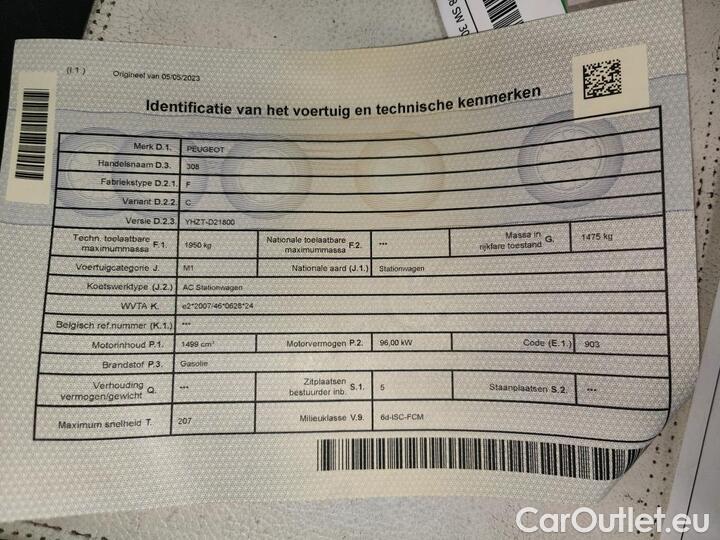 8 SW 30
(I.1.) Origineel van 05/05/2023
Identificatie van het voertuig en technische kenmerken
Merk D.1. PEUGEOT
Handelsnaam D.3. 308
Fabriekstype D.2.1. F
Variant D.2.2. C
Versie D.2.3. YHZT-D21800
Techn. toelaatbare maximummassa F.1. 1950 kg Nationale toelaatbare maximummassa F.2. *** Massa in rijklare toestand G. 1475 kg
Voertuigcategorie J. M1 Nationale aard (J.1.) Stationwagen
Koetswerktype (J.2.) AC Stationwagen
WVTA K. e2*2007/46*0628*24
Belgisch ref.nummer (K.1.) ***
Motorinhoud P.1. 1499 cm³ Motorvermogen P.2. 96,00 kW Code (E.1.) 903
Brandstof P.3. Gasolie
Verhouding vermogen/gewicht Q. *** Zitplaatsen bestuurder inb. S.1. 5 Staanplaatsen S.2. ***
Maximum snelheid T. 207 Milieuklasse V.9. 6d-ISC-FCM
CarOutlet.eu